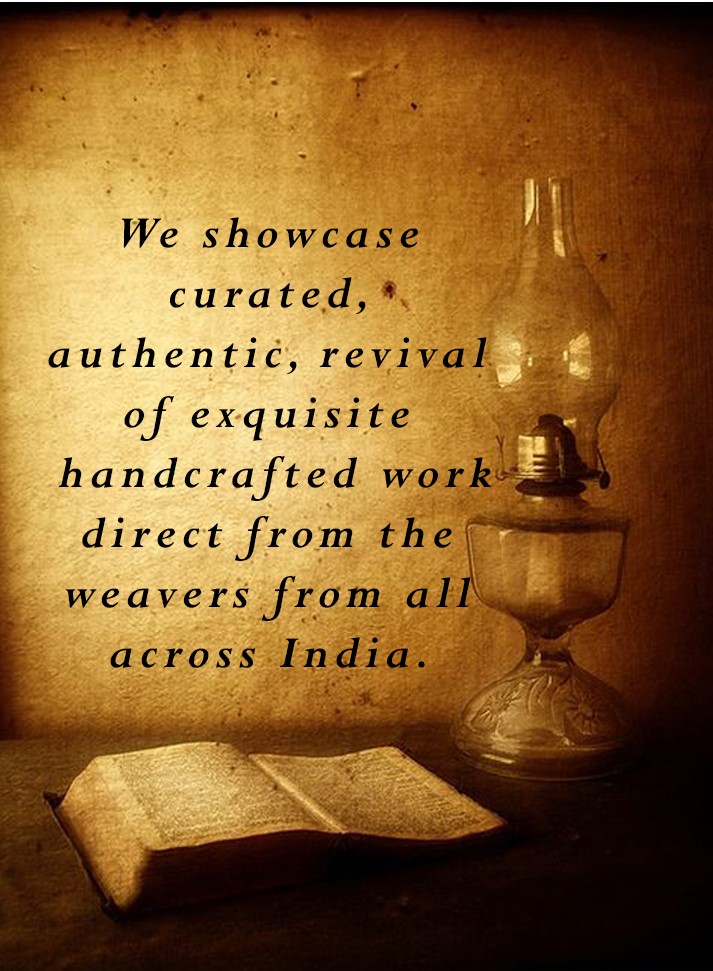 We showcase
curated,
authentic, revival
of exquisite
handcrafted work
direct from the
weavers from all
across India.